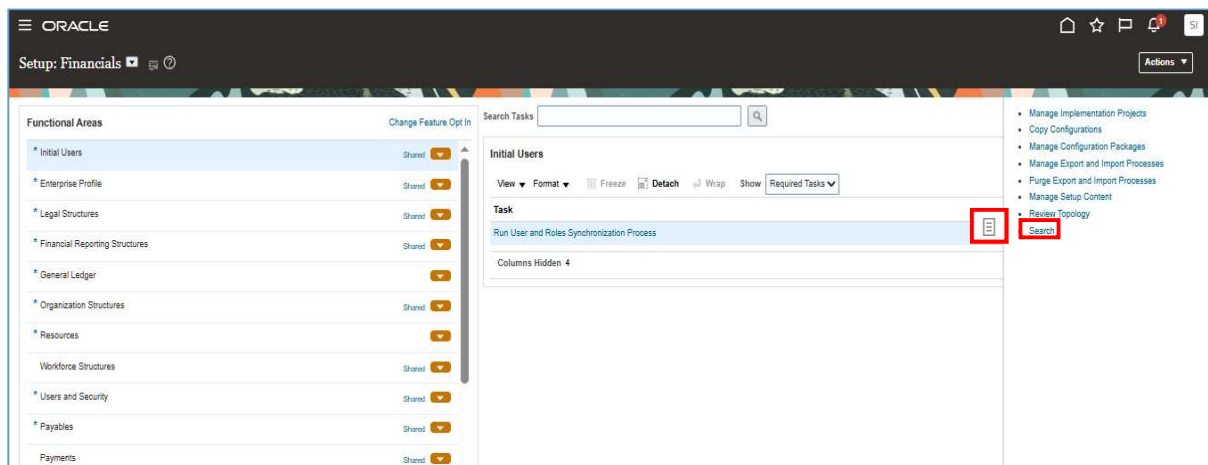 ORACLE
1
SI
Setup: Financials
Actions
Functional Areas
Change Feature Opt In
* Initial Users Shared
* Enterprise Profile Shared
* Legal Structures Shared
* Financial Reporting Structures Shared
* General Ledger
* Organization Structures Shared
* Resources
Workforce Structures Shared
* Users and Security Shared
* Payables Shared
Payments Shared
Search Tasks
Initial Users
View Format Freeze Detach Wrap Show Required Tasks
Task
Run User and Roles Synchronization Process
Columns Hidden 4
Manage Implementation Projects
Copy Configurations
Manage Configuration Packages
Manage Export and Import Processes
Purge Export and Import Processes
Manage Setup Content
Review Topology
Search